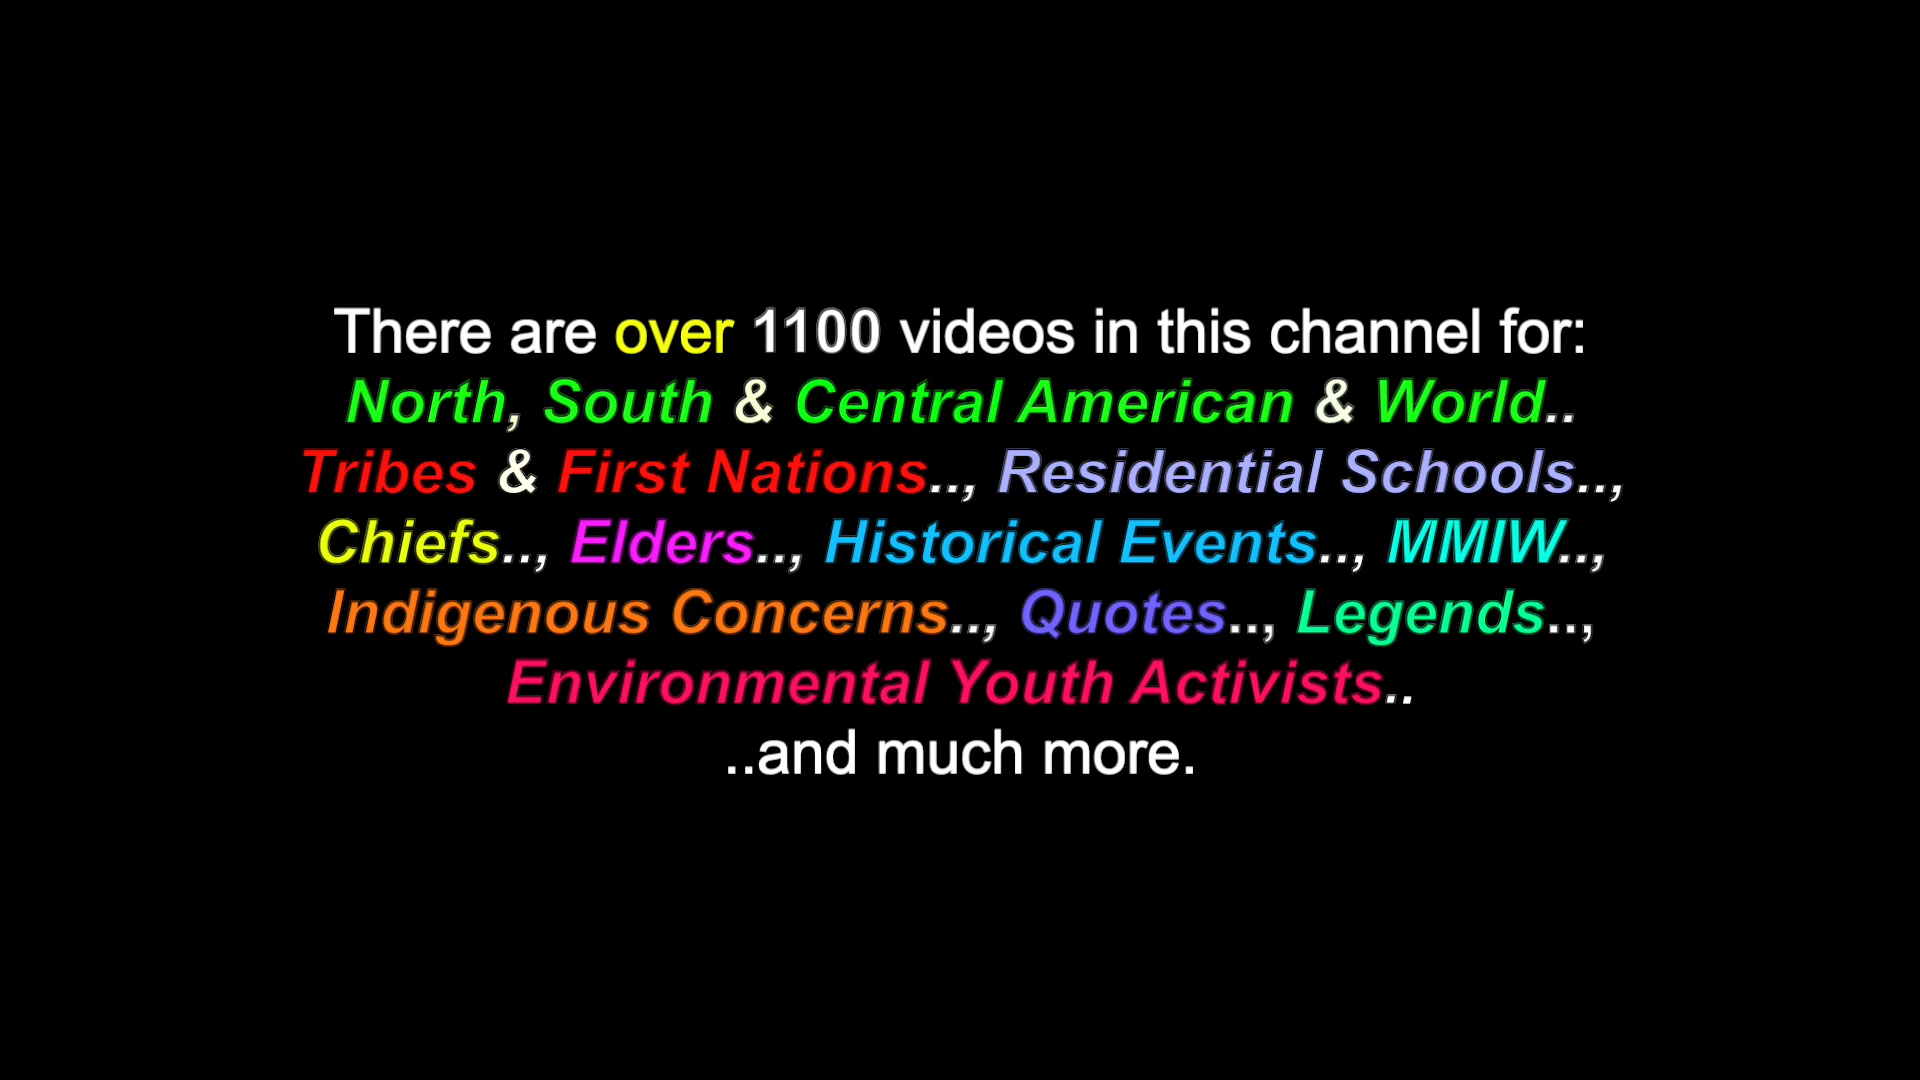 There are over 1100 videos in this channel for:
North, South & Central American & World..
Tribes & First Nations.., Residential Schools..,
Chiefs.., Elders.., Historical Events.., MMIW..,
Indigenous Concerns.., Quotes.., Legends..,
Environmental Youth Activists..
..and much more.